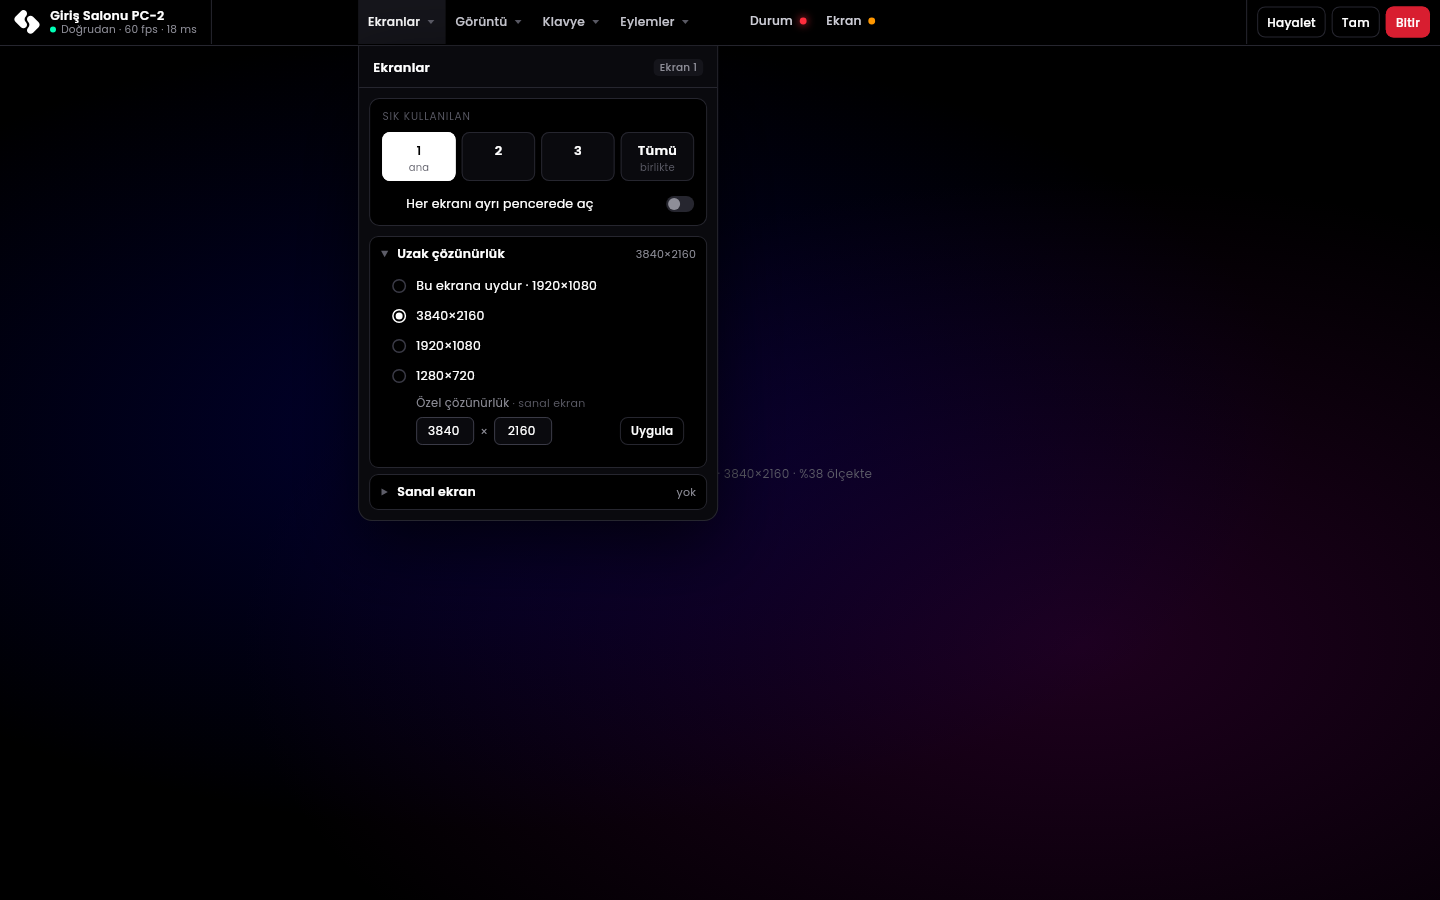 Giriş Salonu PC-2
Doğrudan · 60 fps · 18 ms
Ekranlar
Görüntü
Klavye
Eylemler
Durum
Ekran
Hayalet
Tam
Bitir
Ekranlar
Ekran 1
SIK KULLANILAN
1
ana
2
3
Tümü
birlikte
Her ekranı ayrı pencerede aç
Uzak çözünürlük
3840×2160
Bu ekrana uydur · 1920×1080
3840×2160
1920×1080
1280×720
Özel çözünürlük · sanal ekran
3840 × 2160
Uygula
· 3840×2160 · %38 ölçekte
Sanal ekran
yok